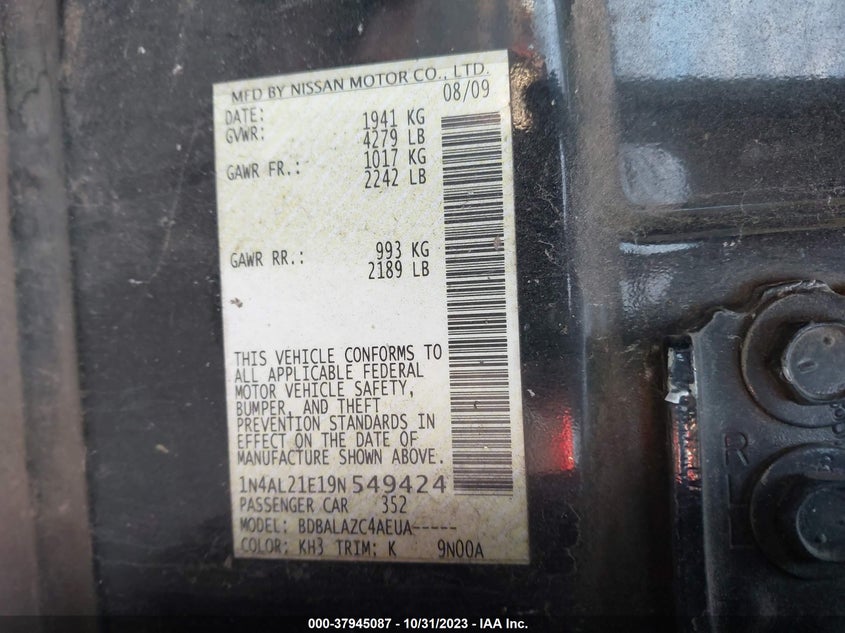 MFD BY NISSAN MOTOR CO., LTD.
DATE: 08/09
GVWR: 1941 KG
4279 LB
GAWR FR.: 1017 KG
2242 LB
GAWR RR.: 993 KG
2189 LB
THIS VEHICLE CONFORMS TO
ALL APPLICABLE FEDERAL
MOTOR VEHICLE SAFETY,
BUMPER, AND THEFT
PREVENTION STANDARDS IN
EFFECT ON THE DATE OF
MANUFACTURE SHOWN ABOVE.
1N4AL21E19N549424
PASSENGER CAR 352
MODEL: BDBALAZC4AEUA-----
COLOR: KH3 TRIM: K 9N00A
R
000-37945087 - 10/31/2023 - IAA Inc.